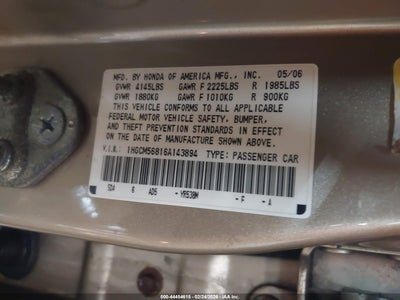 MFD. BY HONDA OF AMERICA MFG., INC. 05/06
GVWR 4145LBS GAWR F 2225LBS R 1985LBS
GVWR 1880KG GAWR F 1010KG R 900KG
THIS VEHICLE CONFORMS TO ALL APPLICABLE
FEDERAL MOTOR VEHICLE SAFETY, BUMPER,
AND THEFT PREVENTION STANDARDS IN EFFECT
ON THE DATE OF MANUFACTURE SHOWN ABOVE.
V.I.N. 1HGCM56816A143894 TYPE: PASSENGER CAR
SDA 6 AD5 - YR538M - F - A
000-44454615 - 02/24/2026 - IAA Inc.